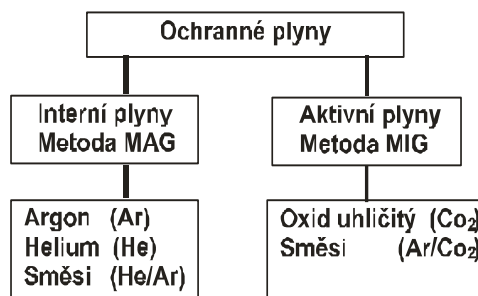 Ochranné plyny
Interní plyny
Metoda MAG
Aktivní plyny
Metoda MIG
Argon (Ar)
Helium (He)
Směsi (He/Ar)
Oxid uhličitý (Co₂)
Směsi (Ar/Co₂)